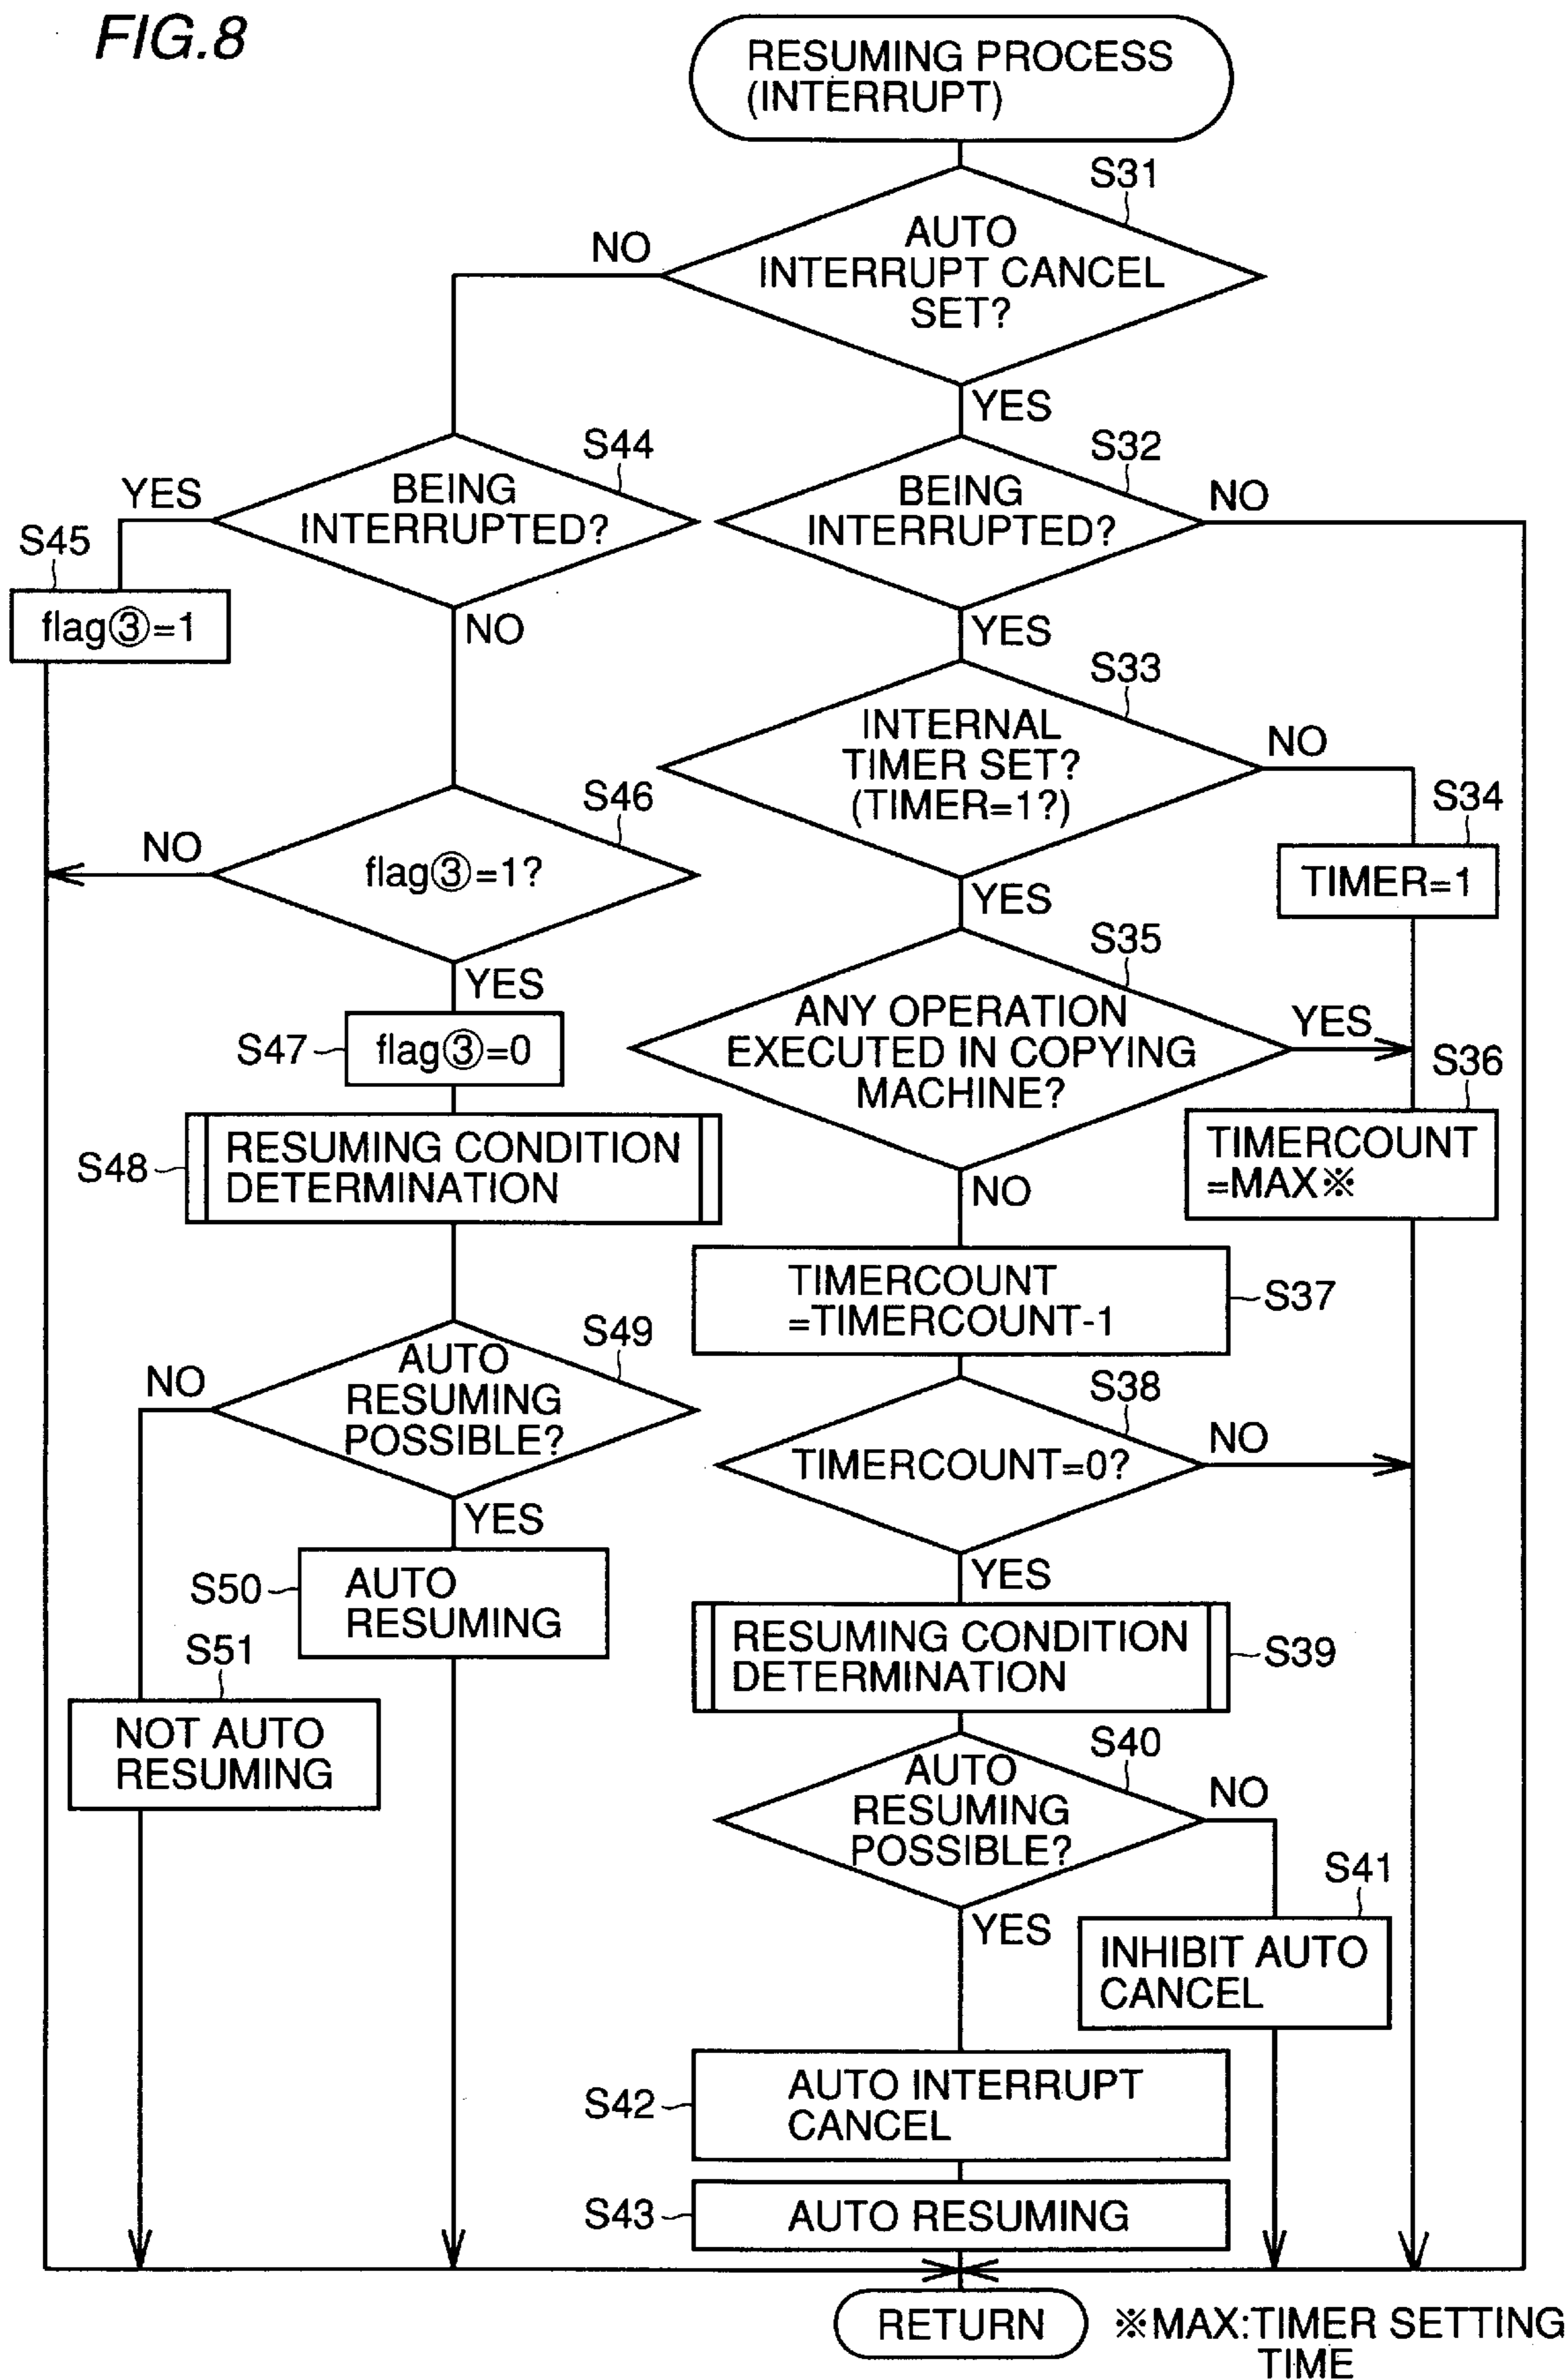 FIG.8
RESUMING PROCESS
(INTERRUPT)
S31
AUTO
INTERRUPT CANCEL
SET?
NO
YES
S44
BEING
INTERRUPTED?
YES
NO
S45
flag③=1
S32
BEING
INTERRUPTED?
NO
YES
S33
INTERNAL
TIMER SET?
(TIMER=1?)
NO
YES
S34
TIMER=1
S46
flag③=1?
NO
YES
S47
flag③=0
S35
ANY OPERATION
EXECUTED IN COPYING
MACHINE?
YES
NO
S36
TIMERCOUNT
=MAX※
S48
RESUMING CONDITION
DETERMINATION
S37
TIMERCOUNT
=TIMERCOUNT-1
S49
AUTO
RESUMING
POSSIBLE?
NO
YES
S38
TIMERCOUNT=0?
NO
YES
S50
AUTO
RESUMING
S51
NOT AUTO
RESUMING
S39
RESUMING CONDITION
DETERMINATION
S40
AUTO
RESUMING
POSSIBLE?
NO
YES
S41
INHIBIT AUTO
CANCEL
S42
AUTO INTERRUPT
CANCEL
S43
AUTO RESUMING
RETURN
※MAX:TIMER SETTING
TIME